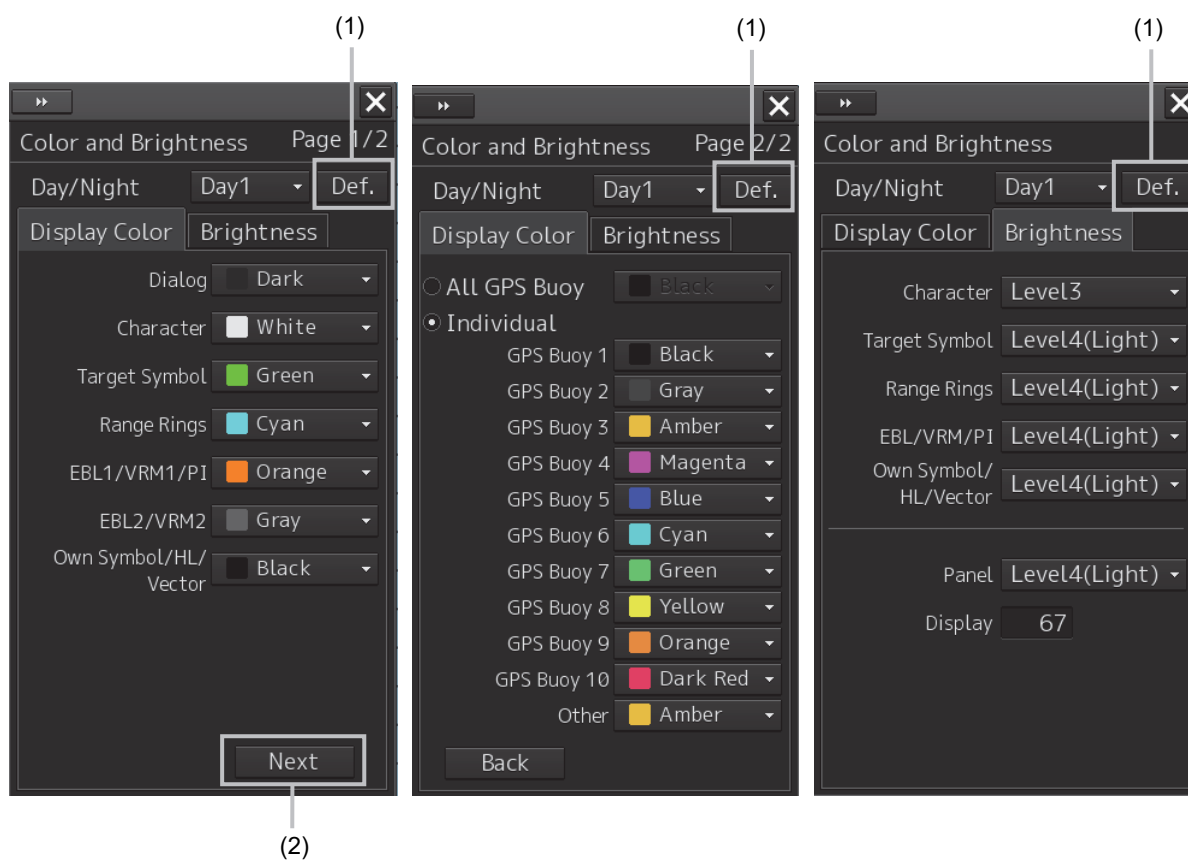 (1)
Color and Brightness Page 1/2
Day/Night Day1 Def.
Display Color Brightness
Dialog Dark
Character White
Target Symbol Green
Range Rings Cyan
EBL1/VRM1/PI Orange
EBL2/VRM2 Gray
Own Symbol/HL/
Vector Black
Next
(2)
(1)
Color and Brightness Page 2/2
Day/Night Day1 Def.
Display Color Brightness
All GPS Buoy Black
Individual
GPS Buoy 1 Black
GPS Buoy 2 Gray
GPS Buoy 3 Amber
GPS Buoy 4 Magenta
GPS Buoy 5 Blue
GPS Buoy 6 Cyan
GPS Buoy 7 Green
GPS Buoy 8 Yellow
GPS Buoy 9 Orange
GPS Buoy 10 Dark Red
Other Amber
Back
(1)
Color and Brightness
Day/Night Day1 Def.
Display Color Brightness
Character Level3
Target Symbol Level4(Light)
Range Rings Level4(Light)
EBL/VRM/PI Level4(Light)
Own Symbol/
HL/Vector Level4(Light)
Panel Level4(Light)
Display 67